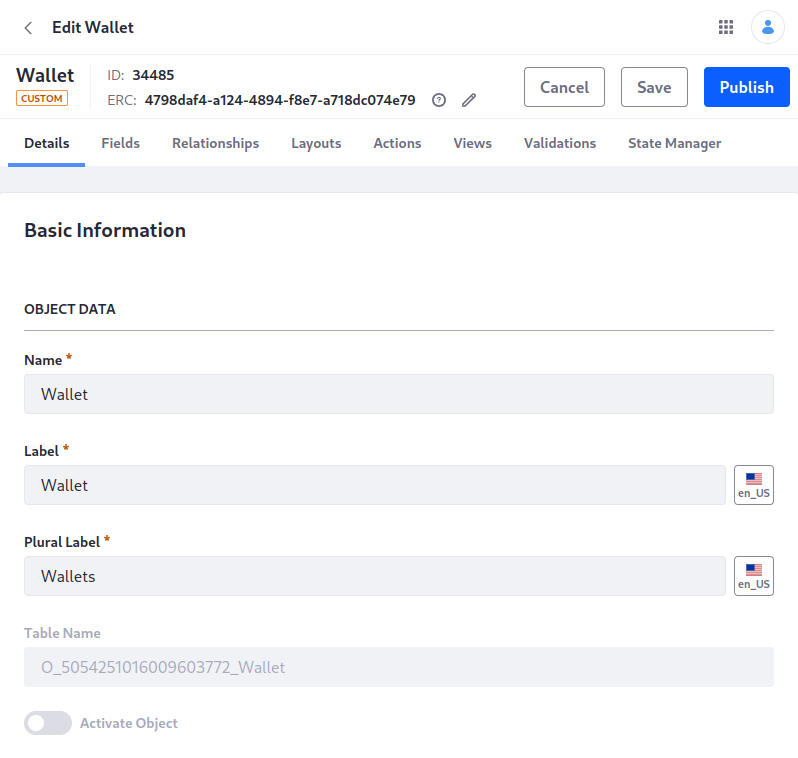 Edit Wallet
Wallet
CUSTOM
ID: 34485
ERC: 4798daf4-a124-4894-f8e7-a718dc074e79
Cancel
Save
Publish
Details Fields Relationships Layouts Actions Views Validations State Manager
Basic Information
OBJECT DATA
Name *
Wallet
Label *
Wallet
en_US
Plural Label *
Wallets
en_US
Table Name
O_5054251016009603772_Wallet
Activate Object